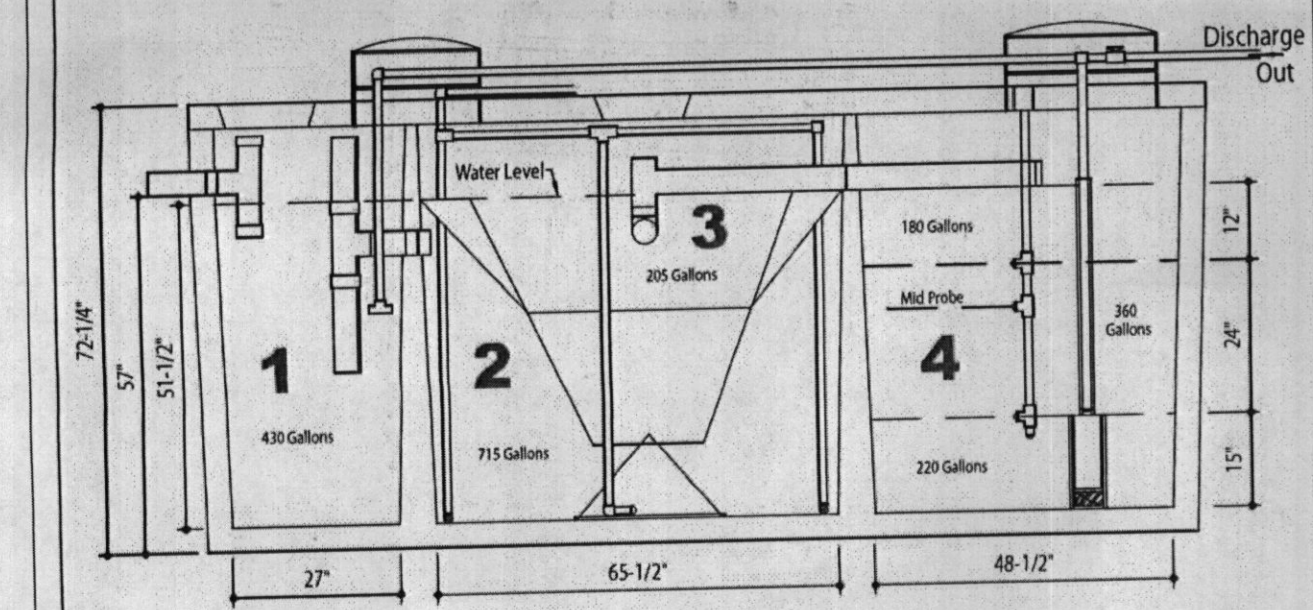 Discharge
Out
Water Level
72-1/4"
57"
51-1/2"
1
430 Gallons
2
715 Gallons
3
205 Gallons
4
180 Gallons
Mid Probe
360
Gallons
220 Gallons
12"
24"
15"
27"
65-1/2"
48-1/2"